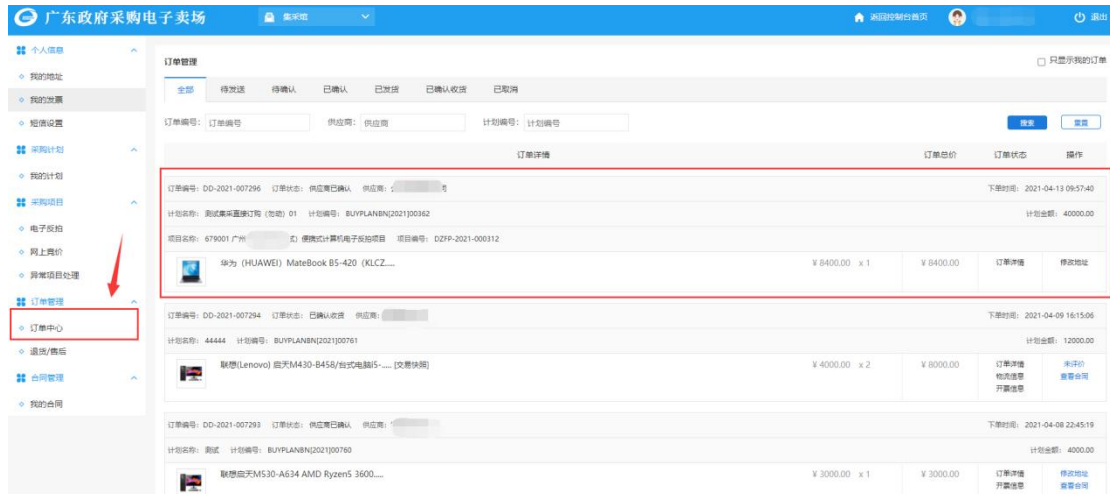 广东政府采购电子卖场 集采馆 返回控制台首页 退出
个人信息
我的地址
我的发票
短信设置
采购计划
我的计划
采购项目
电子反拍
网上竞价
异常项目处理
订单管理
订单中心
退货/售后
合同管理
我的合同
订单管理 只显示我的订单
全部 待发送 待确认 已确认 已发货 已确认收货 已取消
订单编号: 订单编号 供应商: 供应商 计划编号: 计划编号 搜索 重置
订单详情 订单总价 订单状态 操作
订单编号: DD-2021-007296 订单状态: 供应商已确认 供应商: 下单时间: 2021-04-13 09:57:40
计划名称: 测试集采直接订购 (勿动) 01 计划编号: BUYPLANBN[2021]00362 计划金额: 40000.00
项目名称: 679001 广州 便携式计算机电子反拍项目 项目编号: DZFP-2021-000312
华为 (HUAWEI) MateBook B5-420 (KLCZ..... ¥ 8400.00 x 1 ¥ 8400.00 订单详情 修改地址
订单编号: DD-2021-007294 订单状态: 已确认收货 供应商: 下单时间: 2021-04-09 16:15:06
计划名称: 44444 计划编号: BUYPLANBN[2021]00761 计划金额: 12000.00
联想(Lenovo) 启天M430-B458/台式电脑I5-..... [交易快照] ¥ 4000.00 x 2 ¥ 8000.00 订单详情 未评价
物流信息 查看合同
开票信息
订单编号: DD-2021-007293 订单状态: 供应商已确认 供应商: 下单时间: 2021-04-08 22:45:19
计划名称: 测试 计划编号: BUYPLANBN[2021]00760 计划金额: 4000.00
联想启天M530-A634 AMD Ryzen5 3600..... ¥ 3000.00 x 1 ¥ 3000.00 订单详情 修改地址
开票信息 查看合同